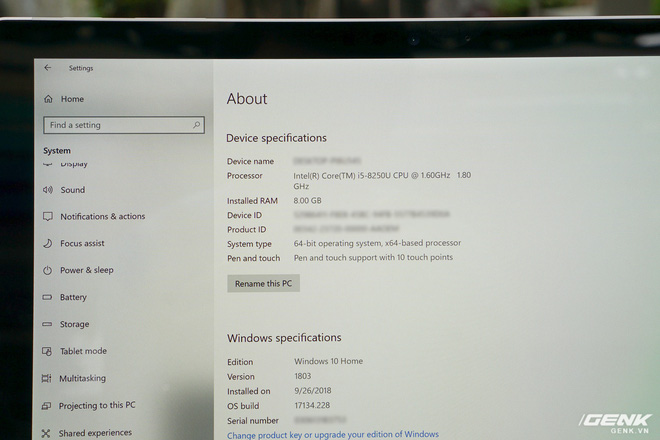 Settings
Home
Find a setting
System
Display
Sound
Notifications & actions
Focus assist
Power & sleep
Battery
Storage
Tablet mode
Multitasking
Projecting to this PC
Shared experiences
About
Device specifications
Device name
Processor Intel(R) Core(TM) i5-8250U CPU @ 1.60GHz 1.80
GHz
Installed RAM 8.00 GB
Device ID
Product ID
System type 64-bit operating system, x64-based processor
Pen and touch Pen and touch support with 10 touch points
Rename this PC
Windows specifications
Edition Windows 10 Home
Version 1803
Installed on 9/26/2018
OS build 17134.228
Serial number
Change product key or upgrade your edition of Windows
GENK
GENK.VN